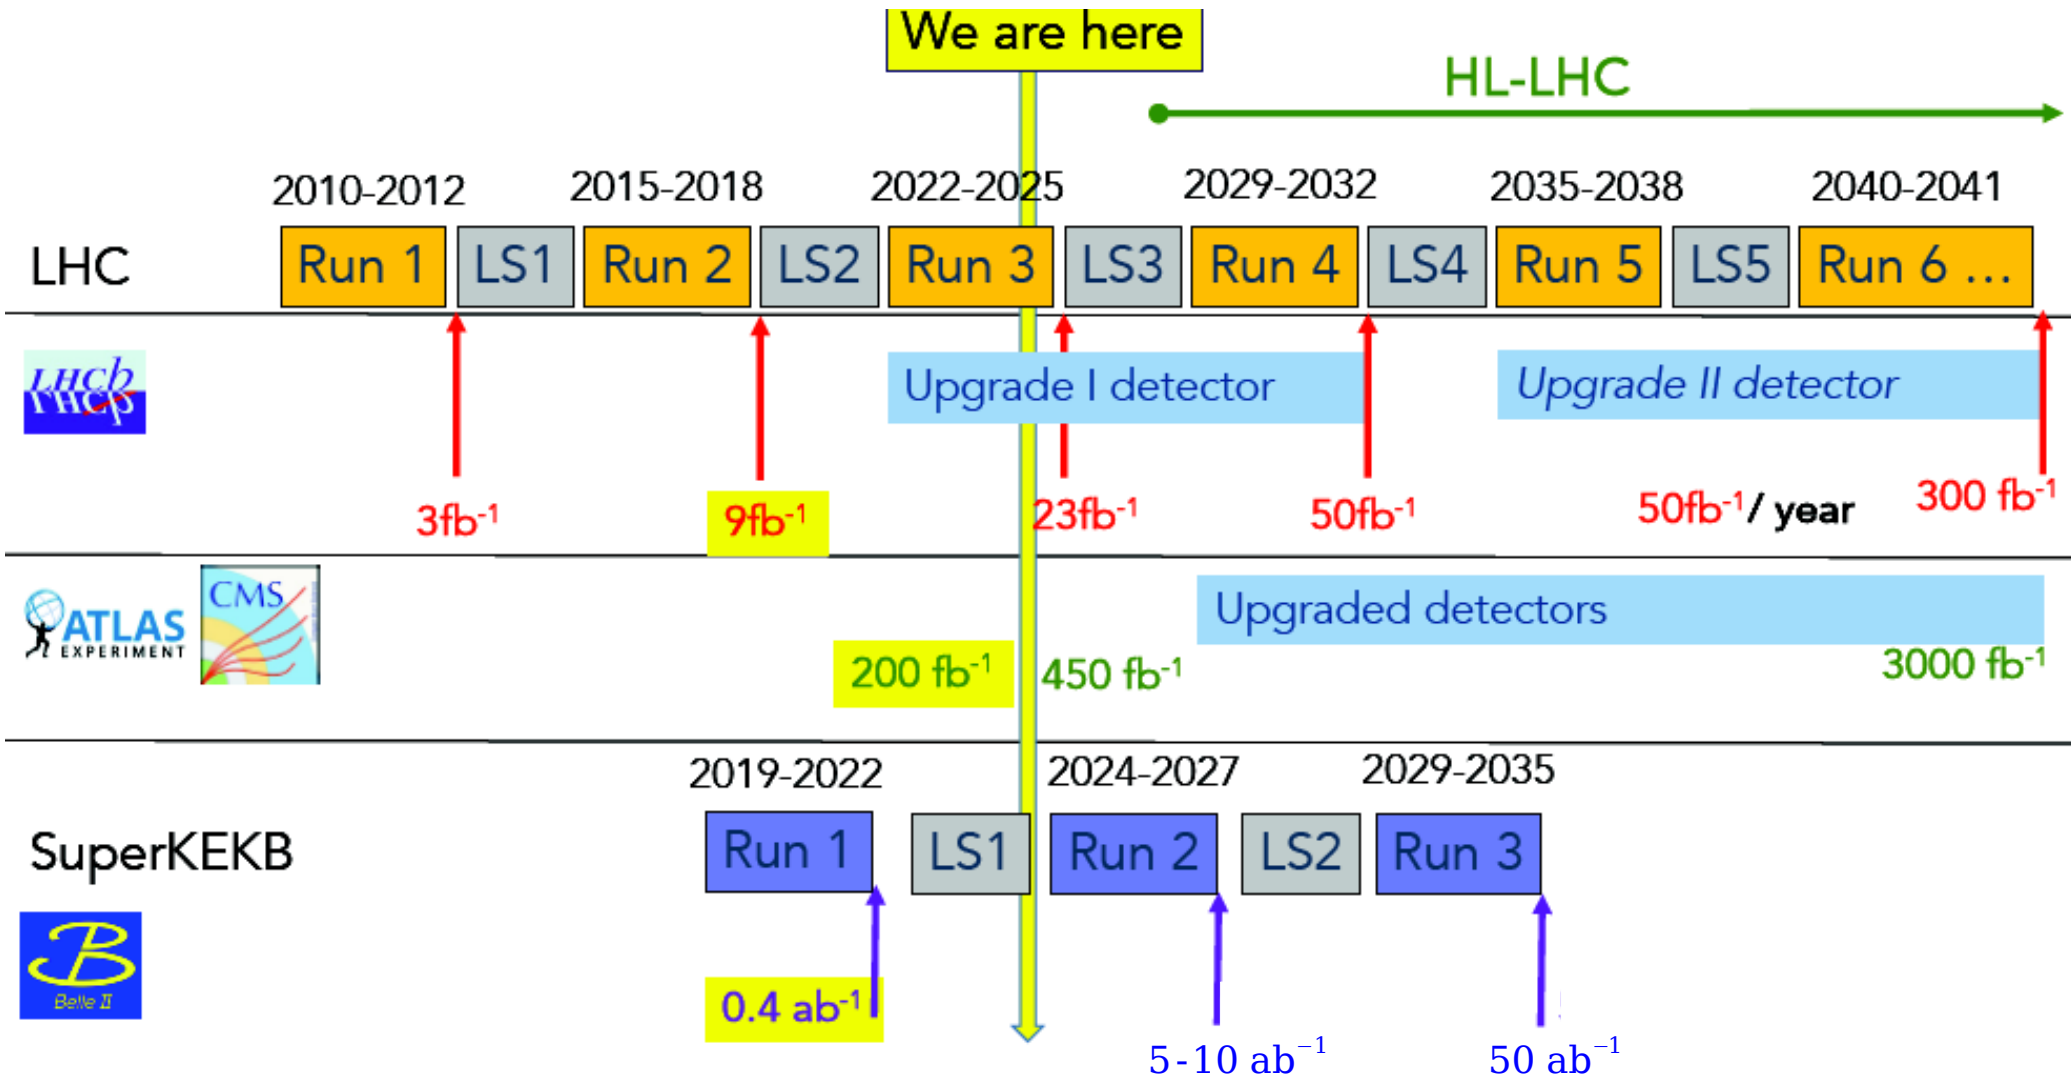 We are here
HL-LHC
2010-2012 2015-2018 2022-2025 2029-2032 2035-2038 2040-2041
LHC Run 1 LS1 Run 2 LS2 Run 3 LS3 Run 4 LS4 Run 5 LS5 Run 6 ...
LHCb
LHCb
Upgrade I detector Upgrade II detector
3fb⁻¹ 9fb⁻¹ 23fb⁻¹ 50fb⁻¹ 50fb⁻¹/ year 300 fb⁻¹
ATLAS
EXPERIMENT
CMS
Upgraded detectors
200 fb⁻¹ 450 fb⁻¹ 3000 fb⁻¹
2019-2022 2024-2027 2029-2035
SuperKEKB Run 1 LS1 Run 2 LS2 Run 3
B
Belle II
0.4 ab⁻¹
5-10 ab⁻¹ 50 ab⁻¹